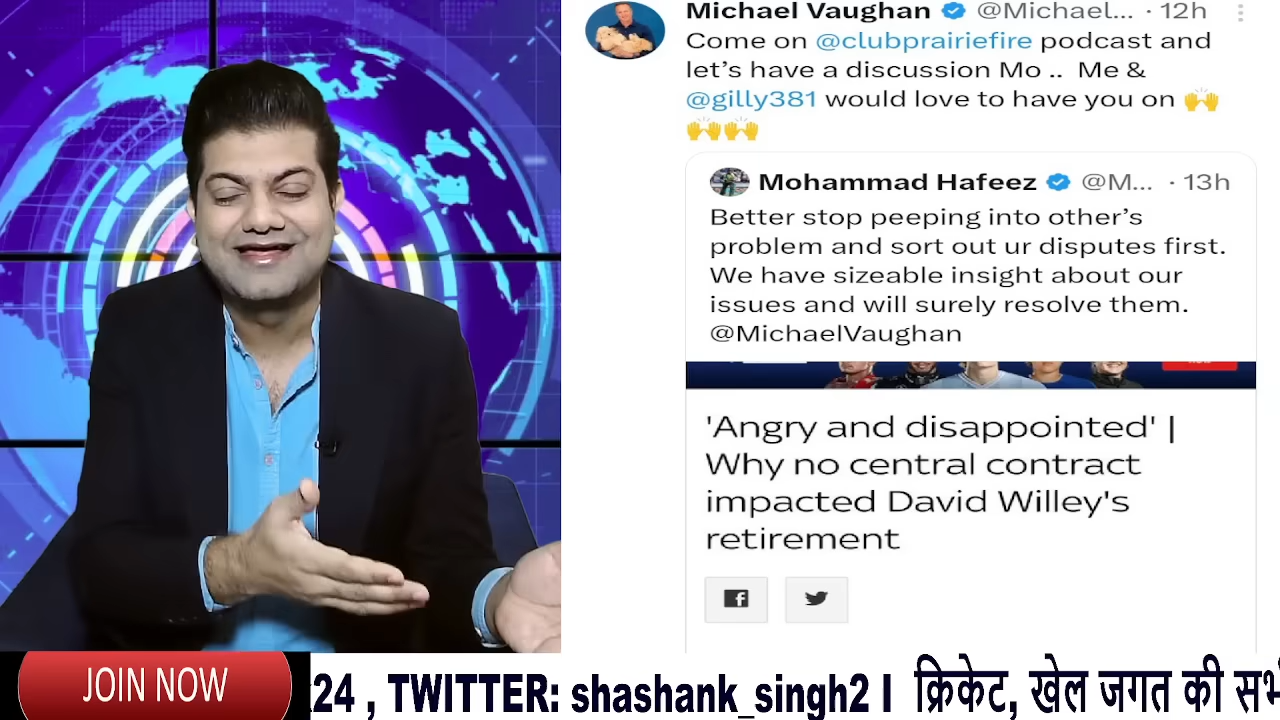 Michael Vaughan @Michael... · 12h
Come on @clubprairiefire podcast and
let's have a discussion Mo .. Me &
@gilly381 would love to have you on 🙌
🙌🙌
Mohammad Hafeez @M... · 13h
Better stop peeping into other's
problem and sort out ur disputes first.
We have sizeable insight about our
issues and will surely resolve them.
@MichaelVaughan
'Angry and disappointed' |
Why no central contract
impacted David Willey's
retirement
JOIN NOW
24 , TWITTER: shashank_singh2 I क्रिकेट, खेल जगत की सभी